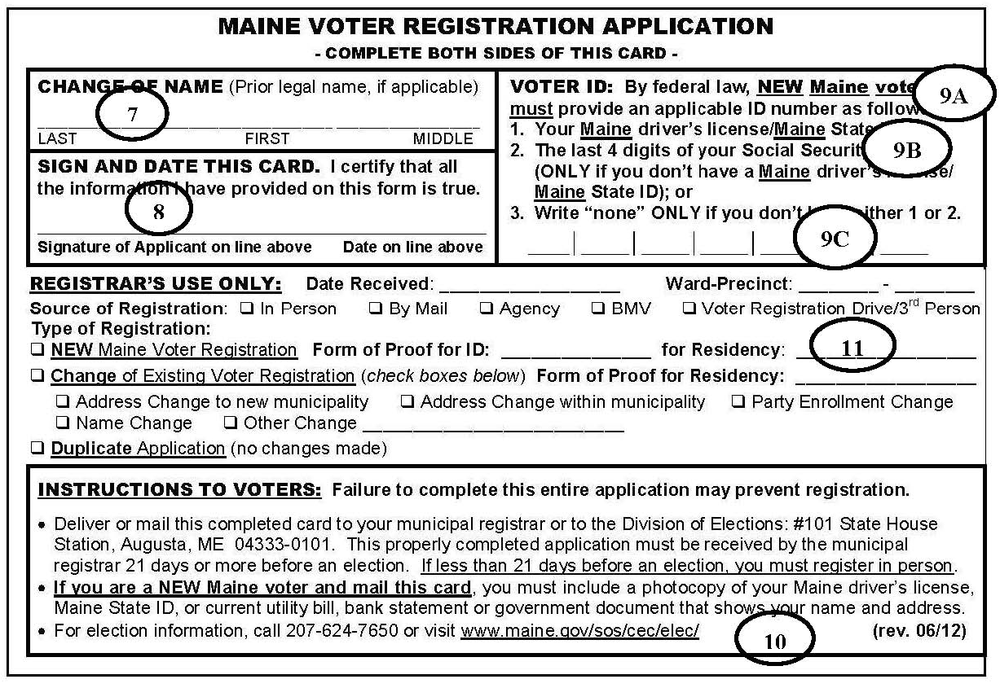 MAINE VOTER REGISTRATION APPLICATION
- COMPLETE BOTH SIDES OF THIS CARD -
CHANGE OF NAME (Prior legal name, if applicable)
7
LAST FIRST MIDDLE
SIGN AND DATE THIS CARD. I certify that all
the information I have provided on this form is true.
8
Signature of Applicant on line above Date on line above
VOTER ID: By federal law, NEW Maine vote
9A
must provide an applicable ID number as follow
1. Your Maine driver's license/Maine State
2. The last 4 digits of your Social Securit
9B
(ONLY if you don't have a Maine driver's license/
Maine State ID); or
3. Write "none" ONLY if you don't have either 1 or 2.
9C
REGISTRAR'S USE ONLY: Date Received: __________________ Ward-Precinct: ________ - ________
Source of Registration: ❑ In Person ❑ By Mail ❑ Agency ❑ BMV ❑ Voter Registration Drive/3rd Person
Type of Registration:
❑ NEW Maine Voter Registration Form of Proof for ID: _______________ for Residency: __________________
11
❑ Change of Existing Voter Registration (check boxes below) Form of Proof for Residency: __________________
❑ Address Change to new municipality ❑ Address Change within municipality ❑ Party Enrollment Change
❑ Name Change ❑ Other Change __________________________
❑ Duplicate Application (no changes made)
INSTRUCTIONS TO VOTERS: Failure to complete this entire application may prevent registration.
• Deliver or mail this completed card to your municipal registrar or to the Division of Elections: #101 State House
Station, Augusta, ME 04333-0101. This properly completed application must be received by the municipal
registrar 21 days or more before an election. If less than 21 days before an election, you must register in person.
• If you are a NEW Maine voter and mail this card, you must include a photocopy of your Maine driver's license,
Maine State ID, or current utility bill, bank statement or government document that shows your name and address.
• For election information, call 207-624-7650 or visit www.maine.gov/sos/cec/elec/ (rev. 06/12)
10